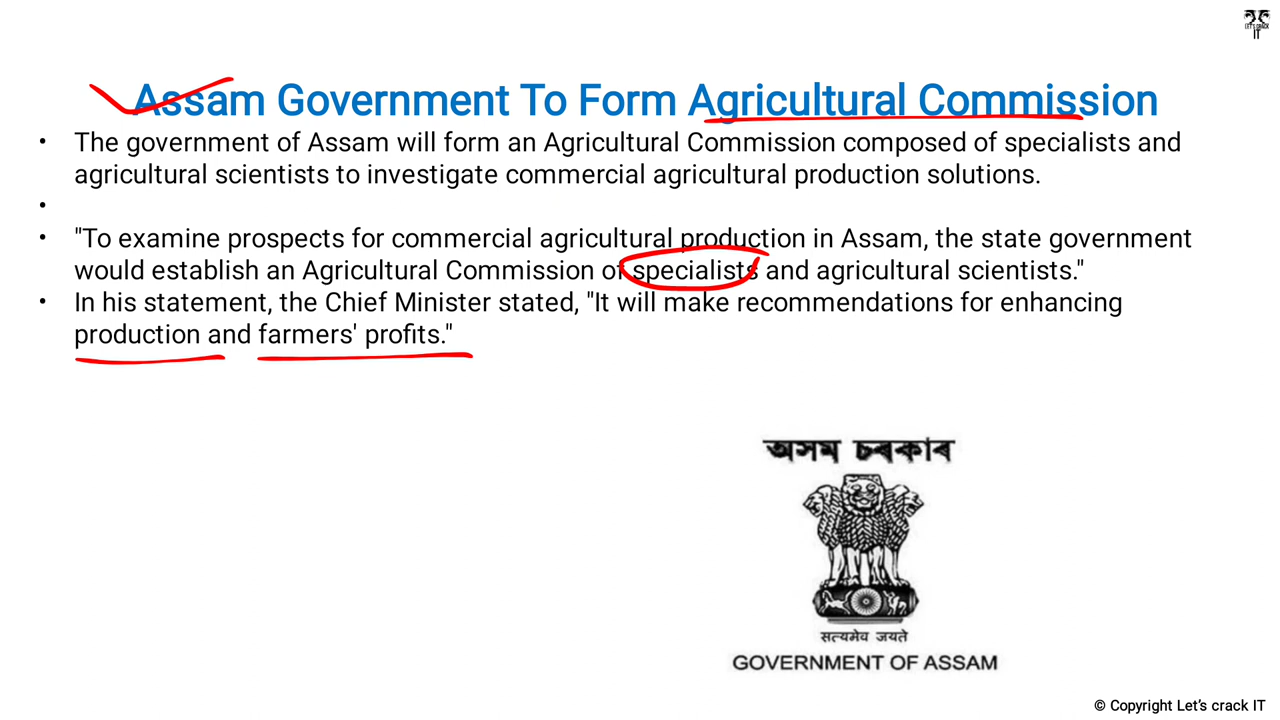 LET'S CRACK
IT
Assam Government To Form Agricultural Commission
• The government of Assam will form an Agricultural Commission composed of specialists and
agricultural scientists to investigate commercial agricultural production solutions.
•
• "To examine prospects for commercial agricultural production in Assam, the state government
would establish an Agricultural Commission of specialists and agricultural scientists."
• In his statement, the Chief Minister stated, "It will make recommendations for enhancing
production and farmers' profits."
অসম চৰকাৰ
सत्यमेव जयते
GOVERNMENT OF ASSAM
© Copyright Let's crack IT